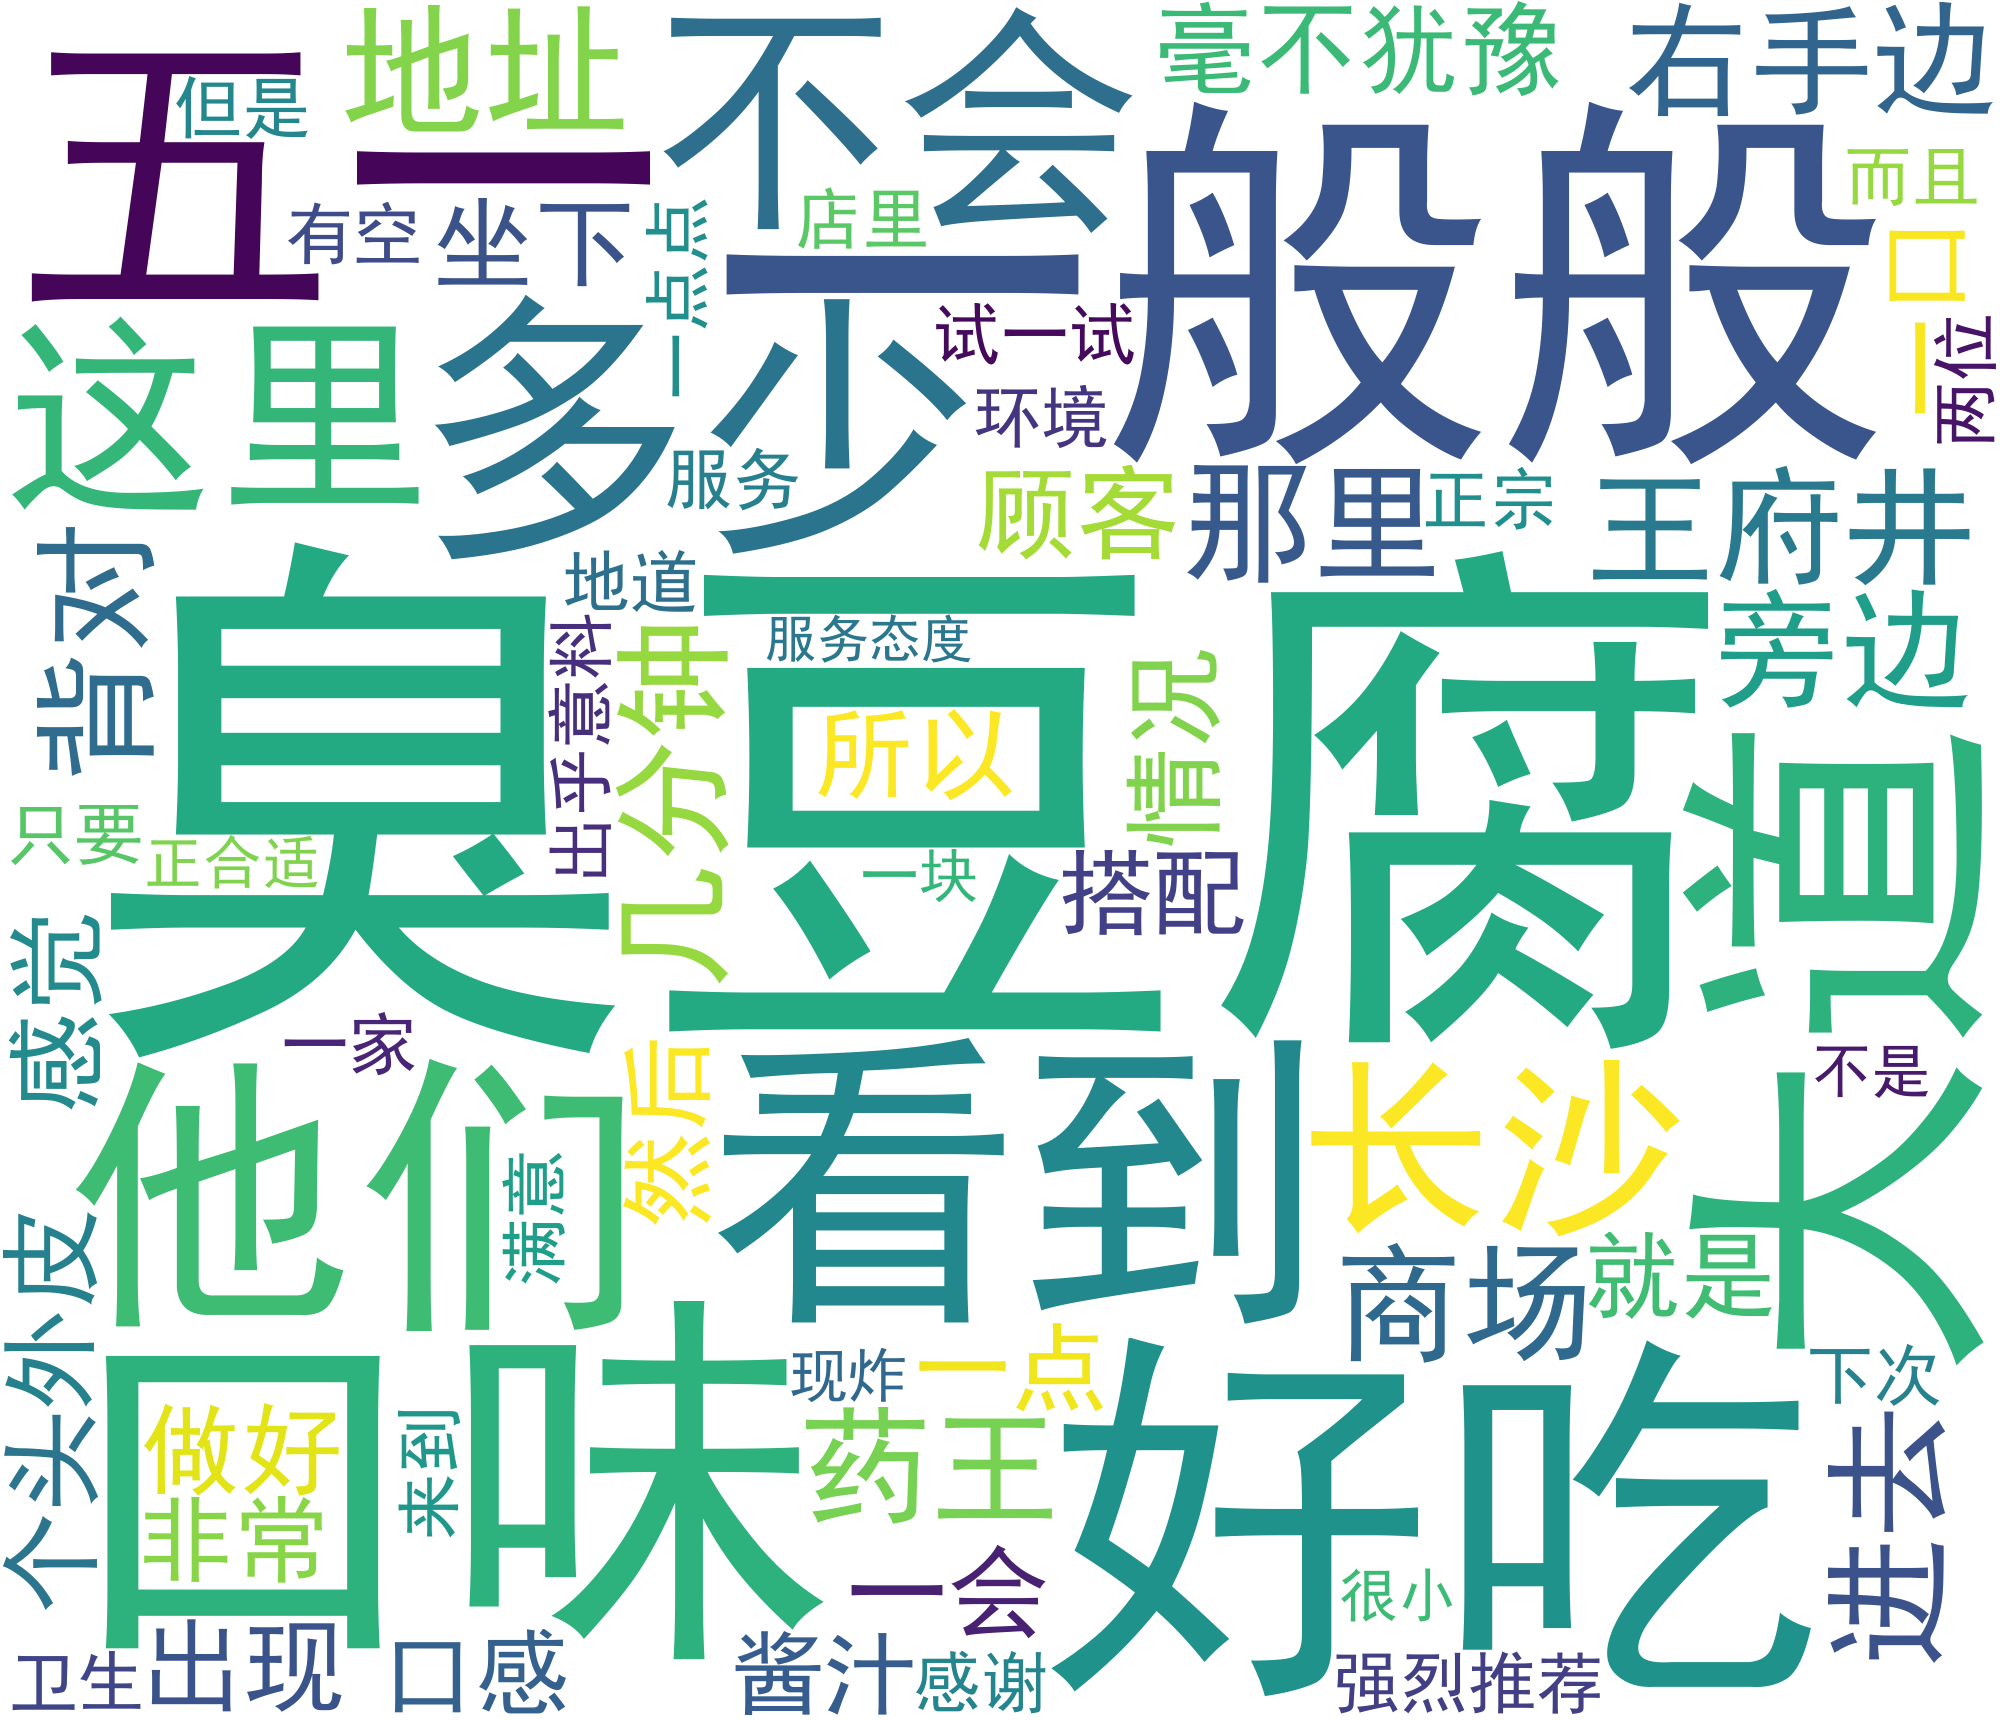 五一
但是
地址
不会
毫不犹豫
右手边
一般般
而且
有空
坐下
一点点
店里
一口
两位
这里
多少
试一试
环境
服务
顾客
那里
正宗
王府井
背对
臭豆腐
地道
出乎意料
几分钟
服务态度
所以
情况
旁边
只要
正合适
一块
搭配
感觉
一家
他们
满意
然后
看到
长沙
不是
个头
外皮
商场
就是
回味
做好
非常
来到
现炸
一点
药王
好吃
下次
进去
一会
很小
卫生
出现
口感
酱汁
感谢
强烈推荐